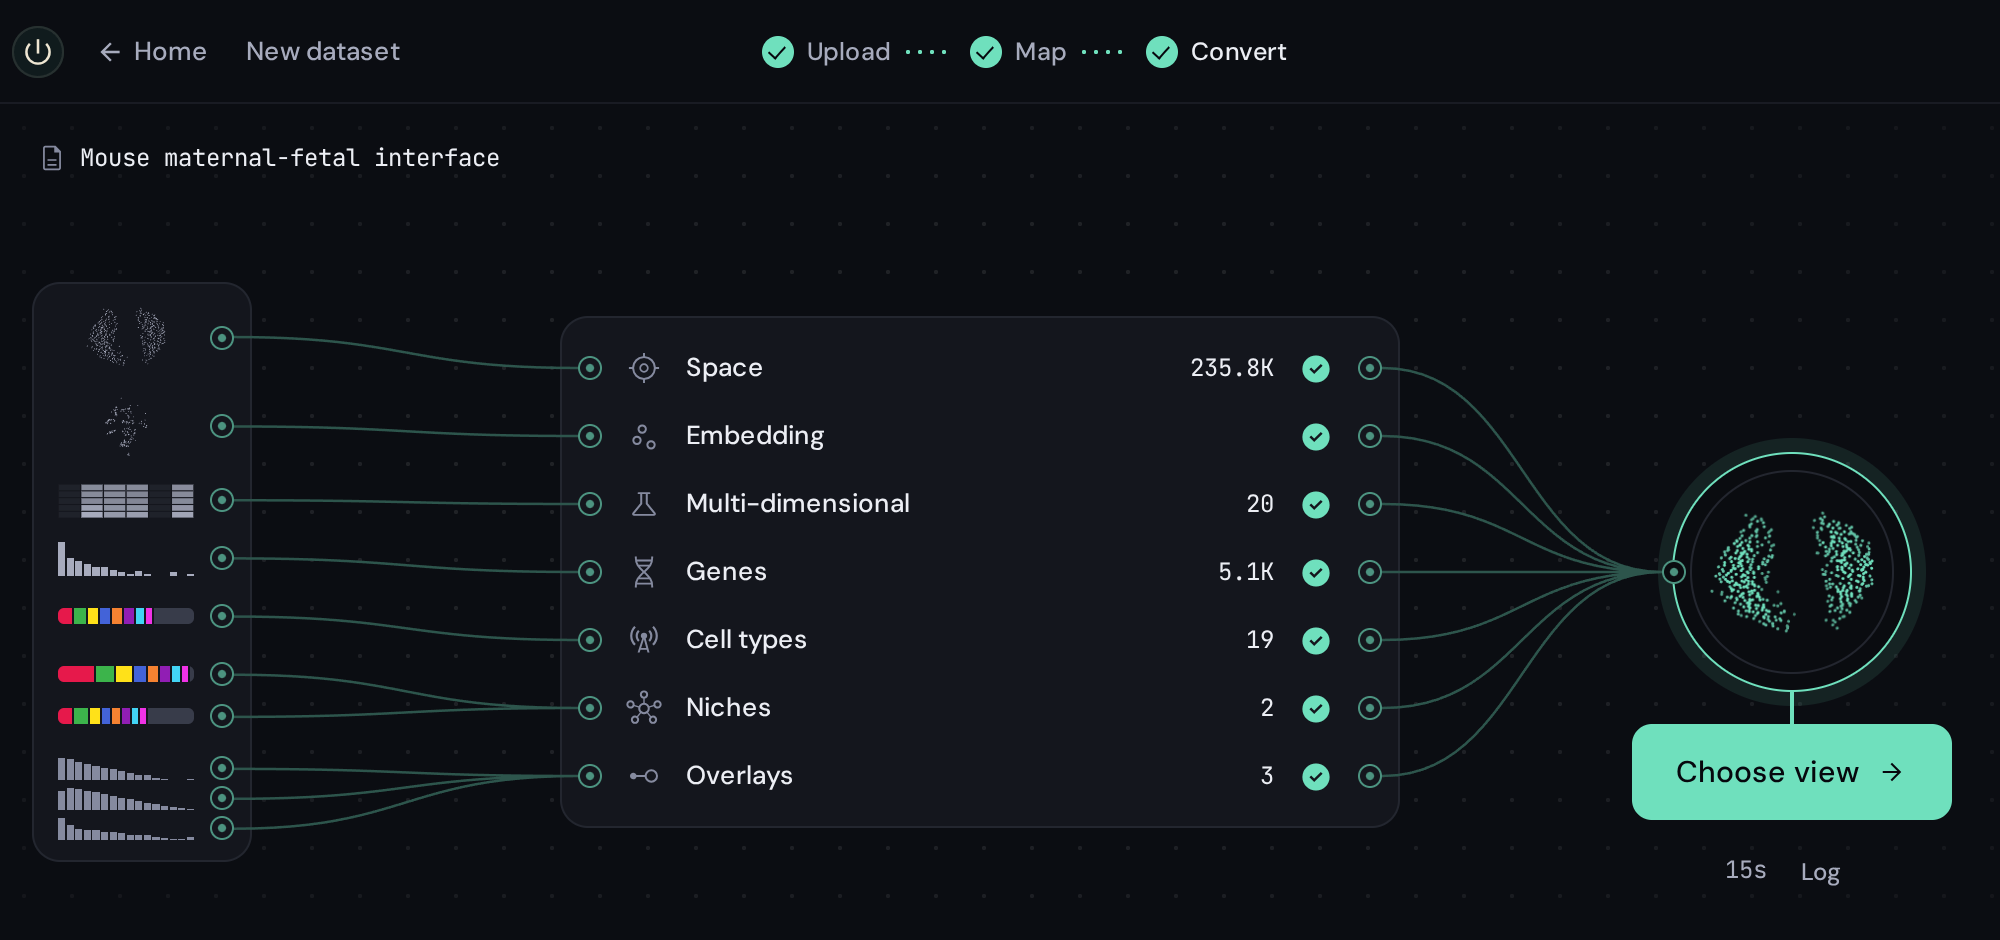 Home
New dataset
Upload
Map
Convert
Mouse maternal-fetal interface
Space 235.8K
Embedding
Multi-dimensional 20
Genes 5.1K
Cell types 19
Niches 2
Overlays 3
Choose view
15s
Log